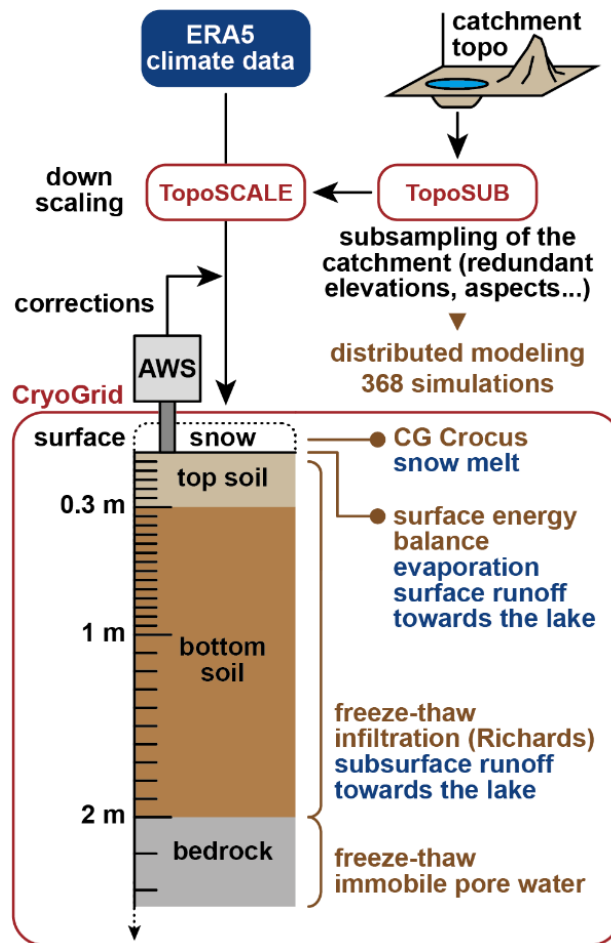 ERA5
climate data
catchment
topo
down
scaling
TopoSCALE
TopoSUB
subsampling of the
catchment (redundant
elevations, aspects...)
distributed modeling
368 simulations
corrections
AWS
CryoGrid
surface
snow
CG Crocus
snow melt
top soil
0.3 m
surface energy
balance
evaporation
surface runoff
towards the lake
1 m
bottom
soil
freeze-thaw
infiltration (Richards)
subsurface runoff
towards the lake
2 m
bedrock
freeze-thaw
immobile pore water